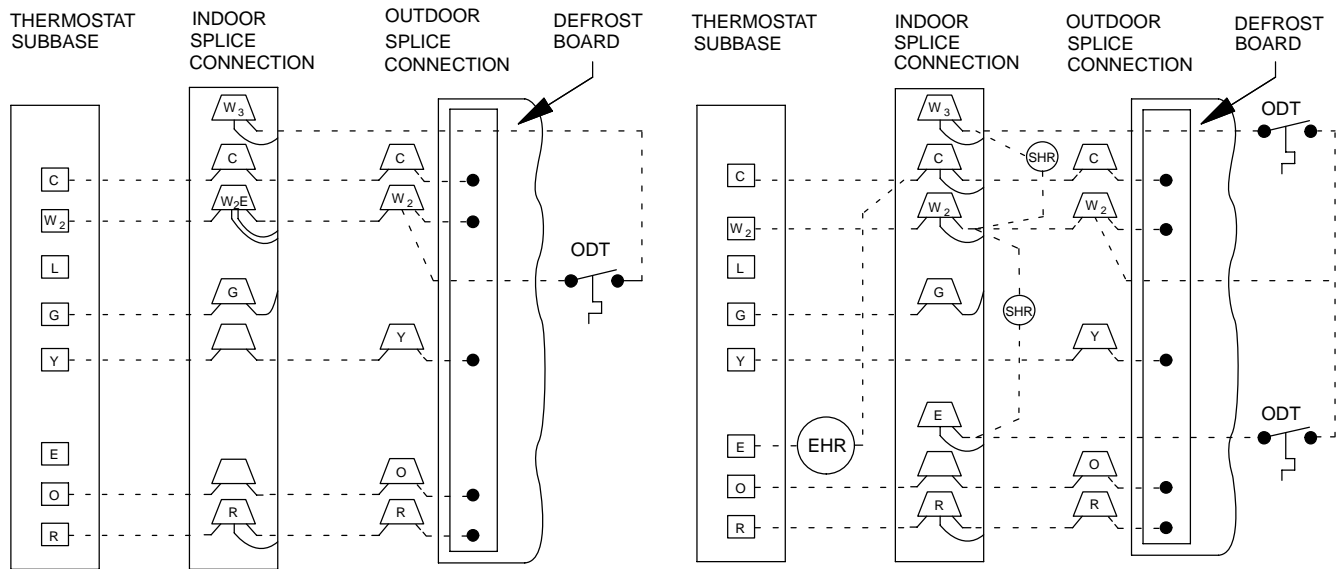 THERMOSTAT
SUBBASE
INDOOR
SPLICE
CONNECTION
OUTDOOR
SPLICE
CONNECTION
DEFROST
BOARD
W3
C
C
C
W2
W2E
W2
L
ODT
G
G
Y
Y
E
O
O
R
R
R
THERMOSTAT
SUBBASE
INDOOR
SPLICE
CONNECTION
OUTDOOR
SPLICE
CONNECTION
DEFROST
BOARD
W3
ODT
SHR
C
C
C
W2
W2
W2
L
G
G
SHR
Y
Y
E
ODT
E
EHR
O
O
R
R
R